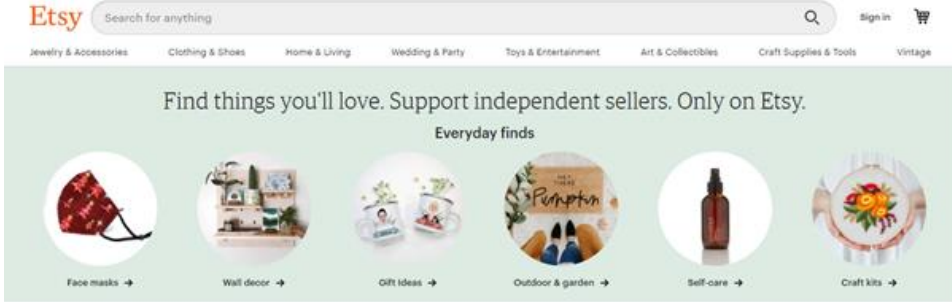 Etsy
Search for anything
Sign in
Jewelry & Accessories Clothing & Shoes Home & Living Wedding & Party Toys & Entertainment Art & Collectibles Craft Supplies & Tools Vintage
Find things you'll love. Support independent sellers. Only on Etsy.
Everyday finds
HEY
THERE
Pumpkin
Face masks → Wall decor → Gift Ideas → Outdoor & garden → Self-care → Craft kits →